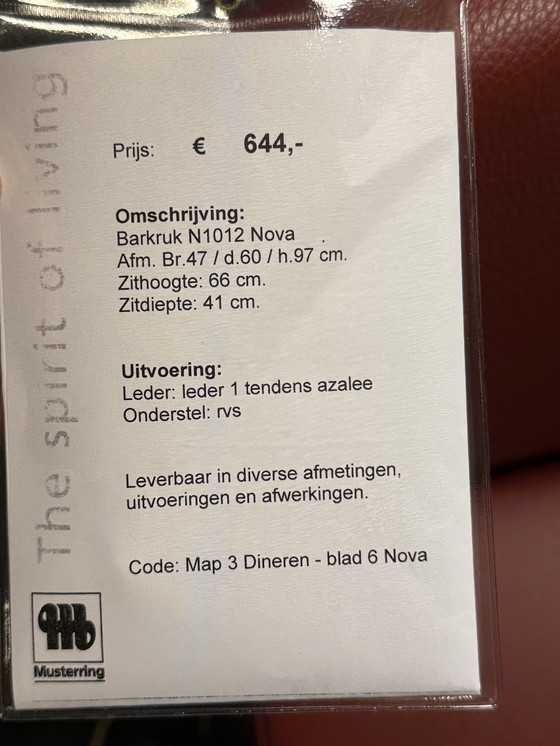 The spirit of living
Prijs: € 644,-
Omschrijving:
Barkruk N1012 Nova
Afm. Br.47 / d.60 / h.97 cm.
Zithoogte: 66 cm.
Zitdiepte: 41 cm.
Uitvoering:
Leder: leder 1 tendens azalee
Onderstel: rvs
Leverbaar in diverse afmetingen,
uitvoeringen en afwerkingen.
Code: Map 3 Dineren - blad 6 Nova
Musterring